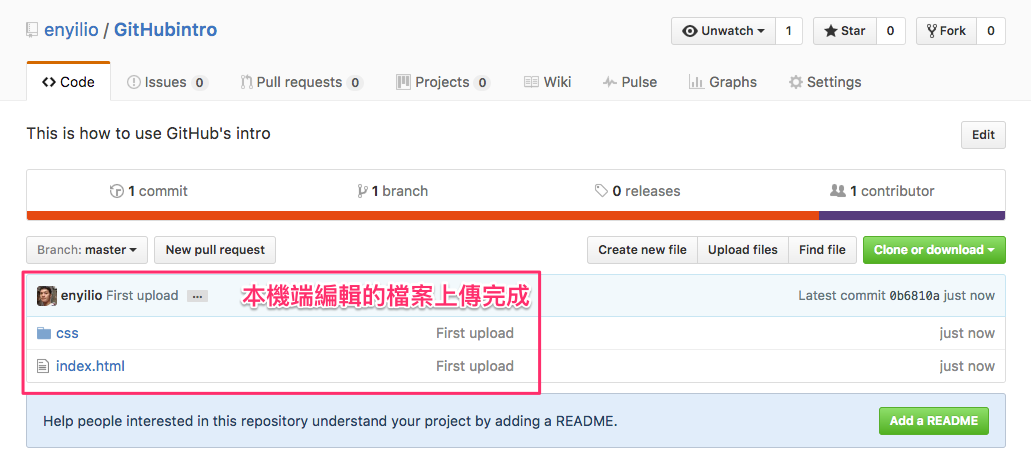 enyilio / GitHubintro
Unwatch 1 Star 0 Fork 0
Code Issues 0 Pull requests 0 Projects 0 Wiki Pulse Graphs Settings
This is how to use GitHub's intro Edit
1 commit 1 branch 0 releases 1 contributor
Branch: master New pull request Create new file Upload files Find file Clone or download
enyilio First upload ... 本機端編輯的檔案上傳完成 Latest commit 0b6810a just now
css First upload just now
index.html First upload just now
Help people interested in this repository understand your project by adding a README. Add a README